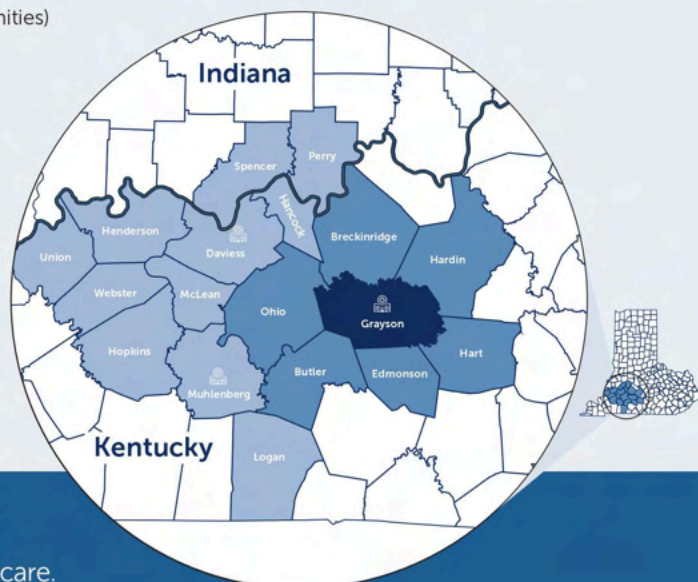 nities)
Indiana
Perry
Spencer
Hancock
Henderson
Breckinridge
Daviess
Union
Hardin
Webster
McLean
Ohio
Grayson
Hopkins
Hart
Butler
Edmonson
Muhlenberg
Kentucky
Logan
care.